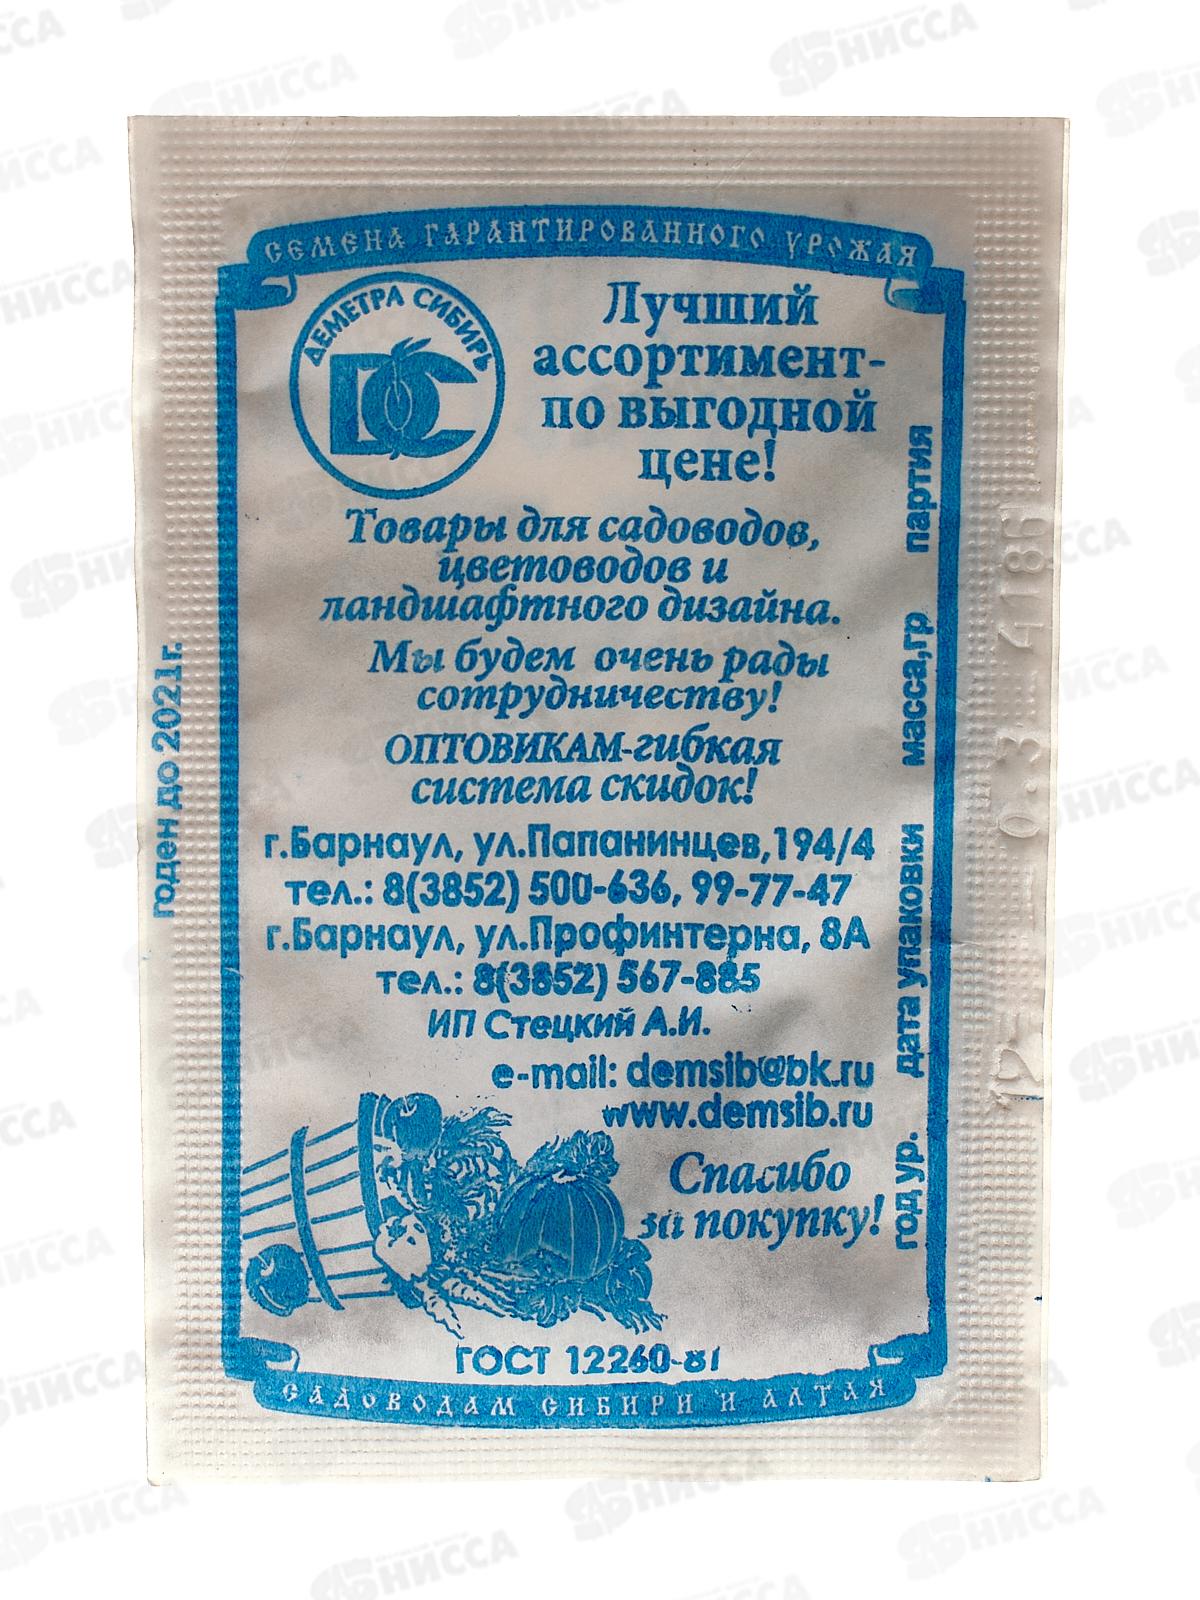 СЕМЕНА ГАРАНТИРОВАННОГО УРОЖАЯ
ДЕМЕТРА СИБИРЬ
ДС
Лучший
ассортимент-
по выгодной
цене!
Товары для садоводов,
цветоводов и
ландшафтного дизайна.
Мы будем очень рады
сотрудничеству!
ОПТОВИКАМ-гибкая
система скидок!
г.Барнаул, ул.Папанинцев,194/4
тел.: 8(3852) 500-636, 99-77-47
г.Барнаул, ул.Профинтерна, 8А
тел.: 8(3852) 567-885
ИП Стецкий А.И.
e-mail: demsib@bk.ru
www.demsib.ru
Спасибо
за покупку!
ГОСТ 12260-81
САДОВОДАМ СИБИРИ И АЛТАЯ
годен до 2021г.
год ур. дата упаковки масса,гр партия
0.3 4186
АБНИССА